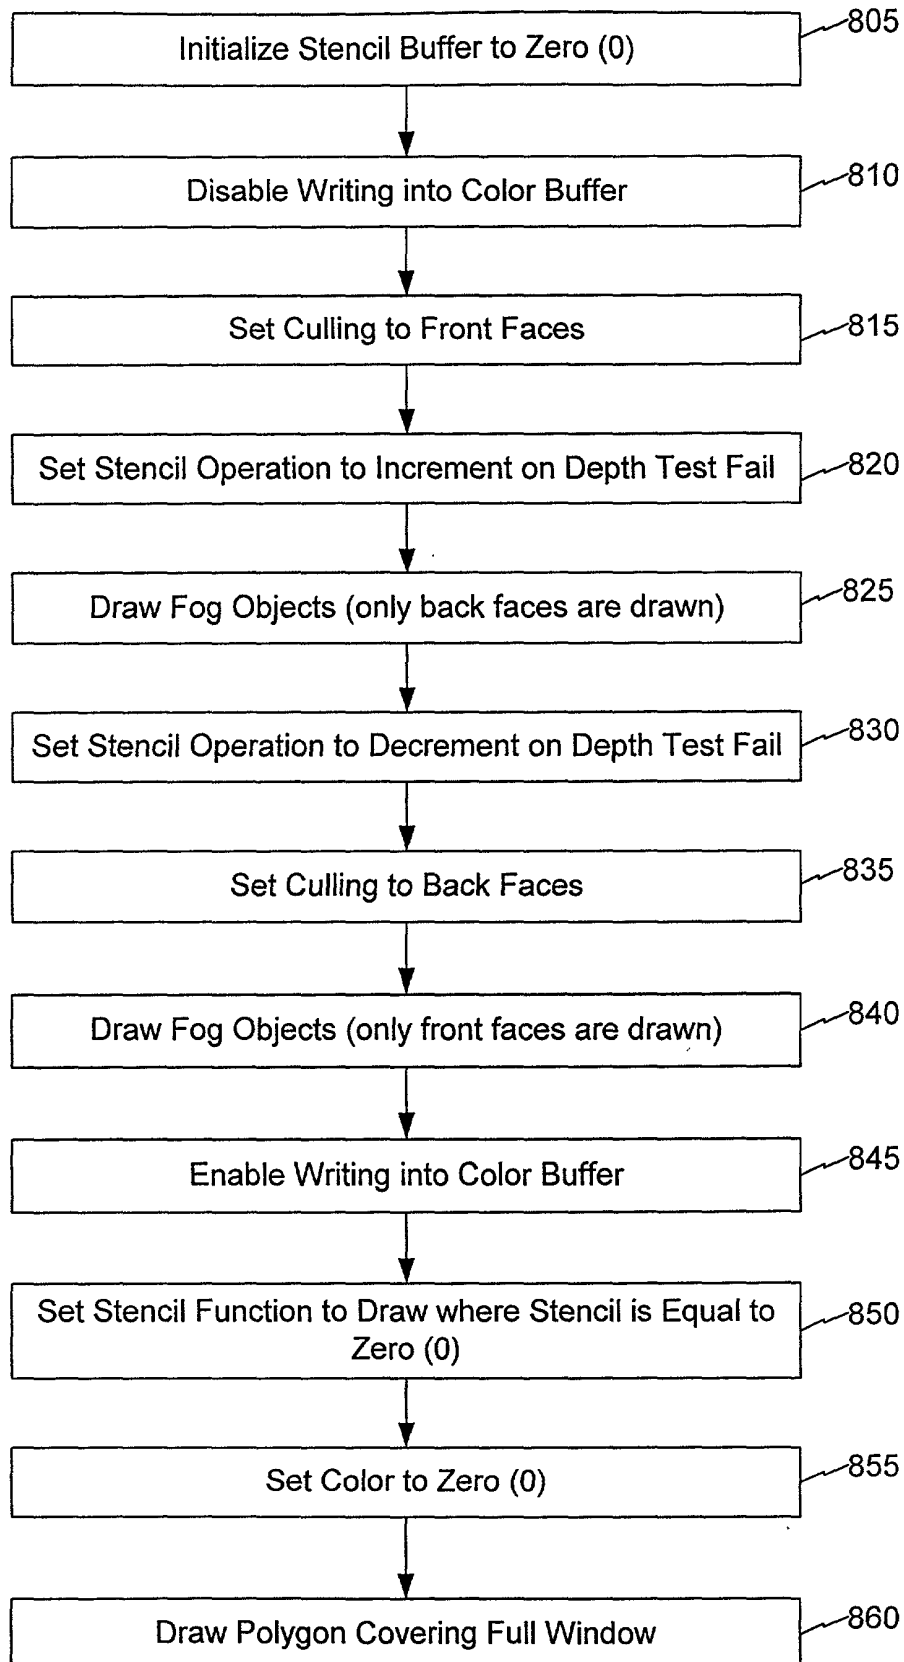 Initialize Stencil Buffer to Zero (0)
805
Disable Writing into Color Buffer
810
Set Culling to Front Faces
815
Set Stencil Operation to Increment on Depth Test Fail
820
Draw Fog Objects (only back faces are drawn)
825
Set Stencil Operation to Decrement on Depth Test Fail
830
Set Culling to Back Faces
835
Draw Fog Objects (only front faces are drawn)
840
Enable Writing into Color Buffer
845
Set Stencil Function to Draw where Stencil is Equal to
Zero (0)
850
Set Color to Zero (0)
855
Draw Polygon Covering Full Window
860